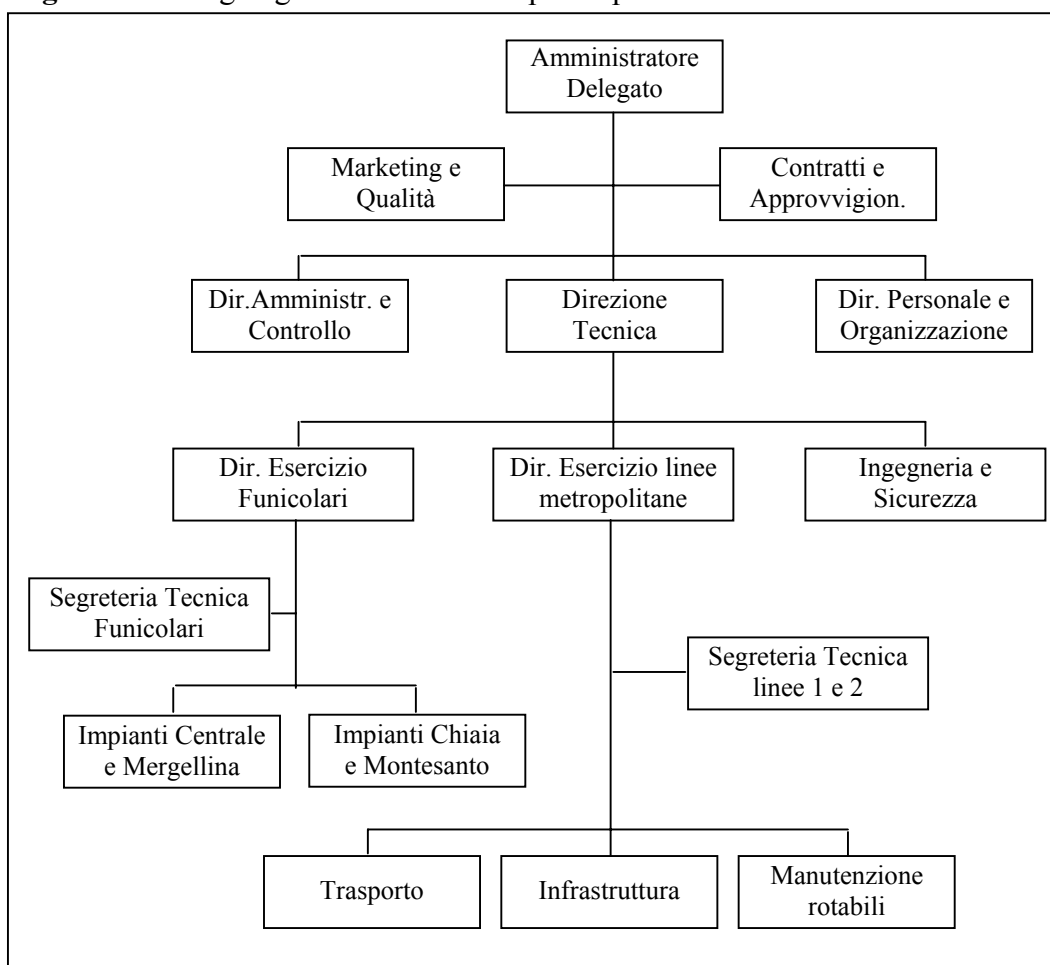 Amministratore
Delegato
Marketing e
Qualità
Contratti e
Approvvigion.
Dir.Amministr. e
Controllo
Direzione
Tecnica
Dir. Personale e
Organizzazione
Dir. Esercizio
Funicolari
Dir. Esercizio linee
metropolitane
Ingegneria e
Sicurezza
Segreteria Tecnica
Funicolari
Segreteria Tecnica
linee 1 e 2
Impianti Centrale
e Mergellina
Impianti Chiaia
e Montesanto
Trasporto
Infrastruttura
Manutenzione
rotabili